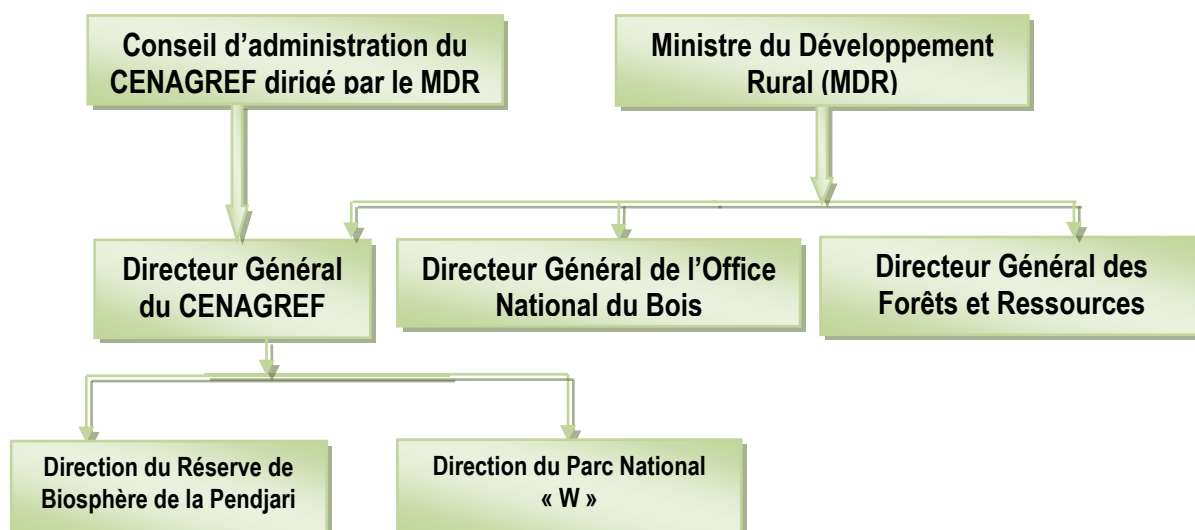 Conseil d’administration du
CENAGREF dirigé par le MDR
Ministre du Développement
Rural (MDR)
Directeur Général
du CENAGREF
Directeur Général de l’Office
National du Bois
Directeur Général des
Forêts et Ressources
Direction du Réserve de
Biosphère de la Pendjari
Direction du Parc National
« W »